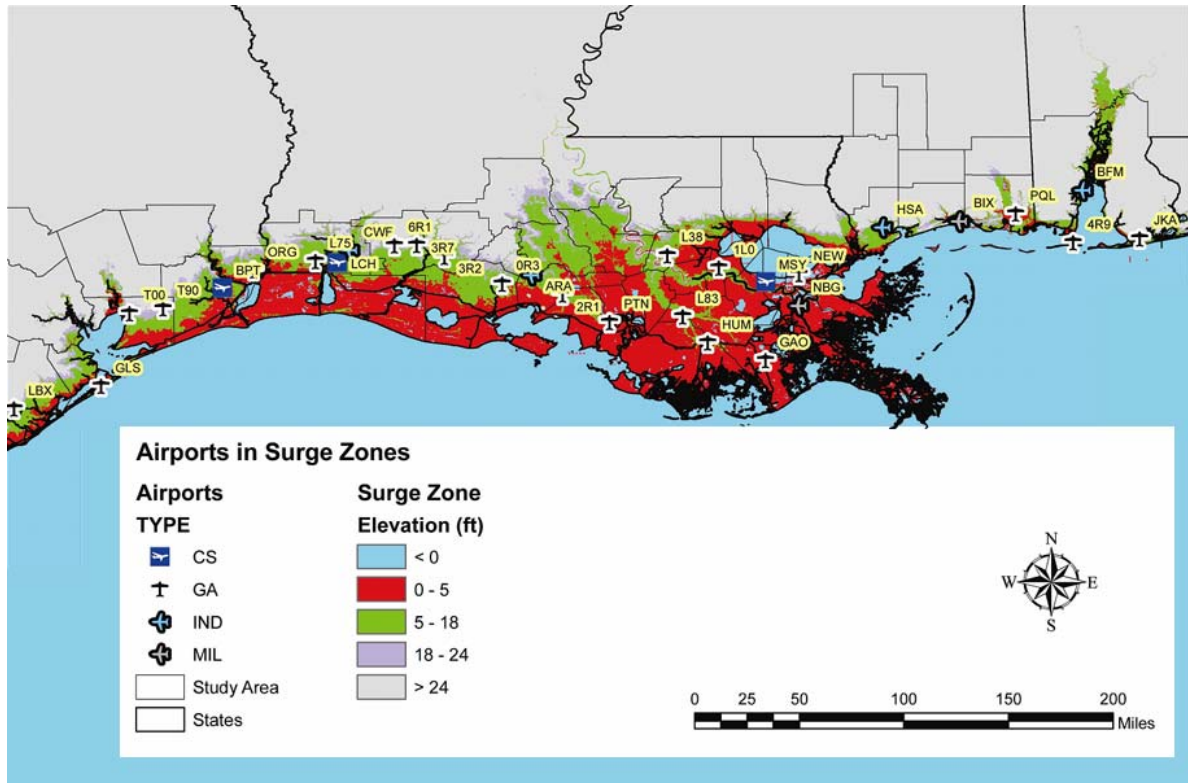 BFM
BIX
PQL
HSA
4R9
JKA
6R1
CWF
L75
L38
ORG
3R7
1L0
LCH
3R2
0R3
MSY
NEW
BPT
NBG
T90
ARA
T00
2R1
PTN
L83
HUM
GAO
GLS
LBX
Airports in Surge Zones
Airports
TYPE
CS
GA
IND
MIL
Study Area
States
Surge Zone
Elevation (ft)
< 0
0 - 5
5 - 18
18 - 24
> 24
N
W E
S
0 25 50 100 150 200
Miles